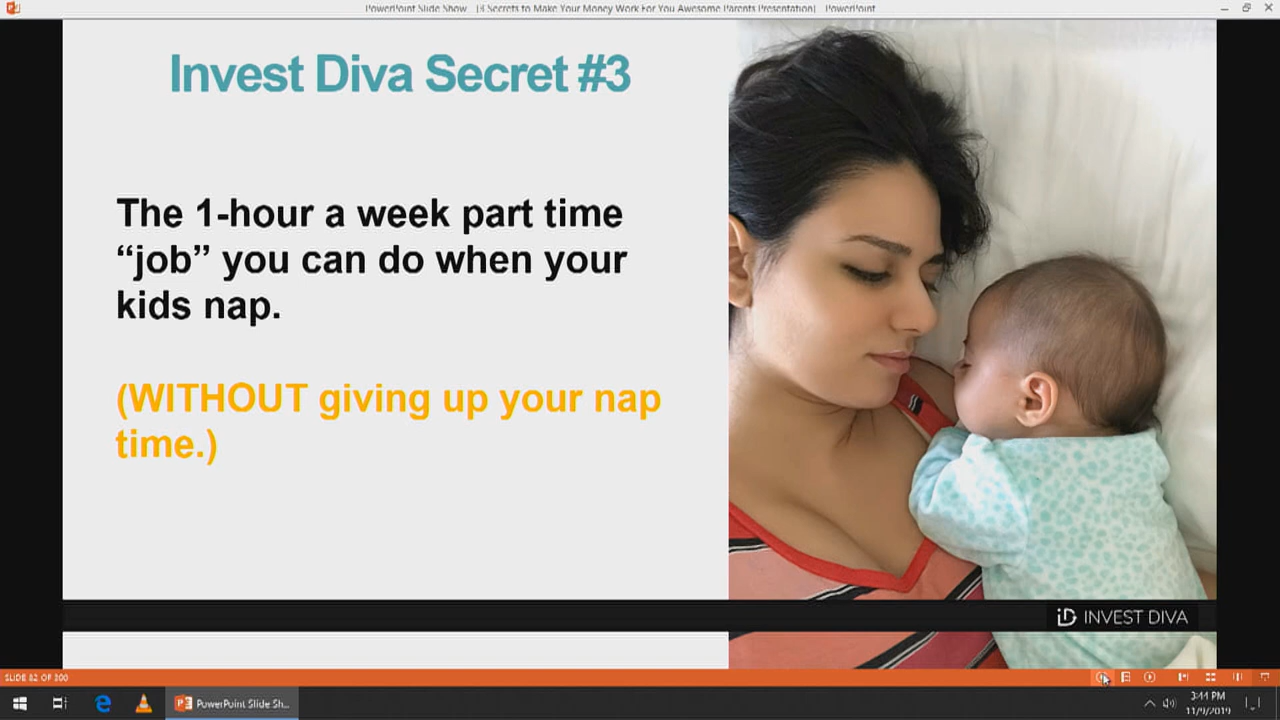 PowerPoint Slide Show - (3 Secrets to Make Your Money Work For You Awesome Parents Presentation) - PowerPoint
Invest Diva Secret #3
The 1-hour a week part time
“job” you can do when your
kids nap.
(WITHOUT giving up your nap
time.)
iD INVEST DIVA
SLIDE 82 OF 300
PowerPoint Slide Sh...
3:44 PM
11/9/2019